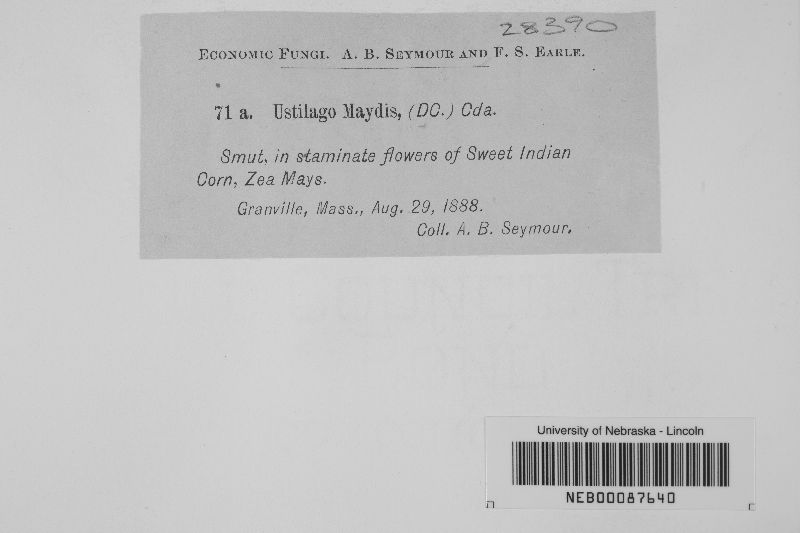 28390
Economic Fungi. A. B. Seymour and F. S. Earle.
71 a. Ustilago Maydis, (DC.) Cda.
Smut, in staminate flowers of Sweet Indian
Corn, Zea Mays.
Granville, Mass., Aug. 29, 1888.
Coll. A. B. Seymour.
University of Nebraska - Lincoln
NEB00087640